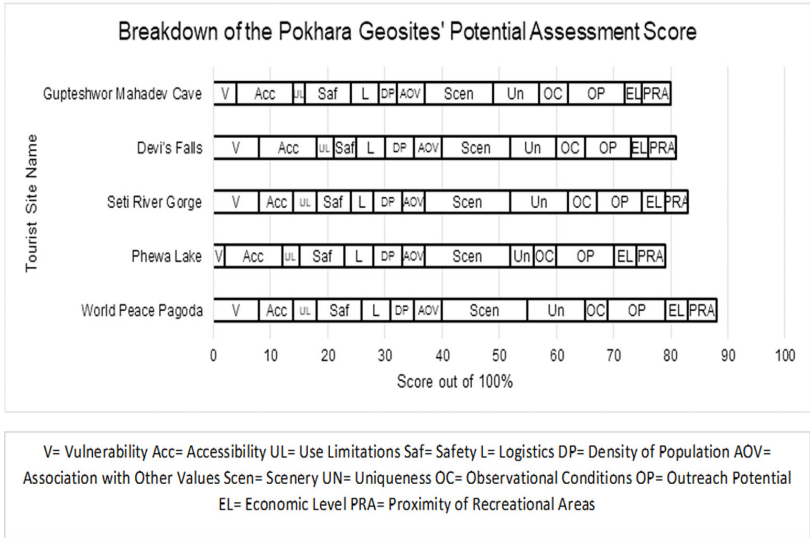 Breakdown of the Pokhara Geosites' Potential Assessment Score
Tourist Site Name
Gupteshwor Mahadev Cave V Acc UL Saf L DP AOV Scen Un OC OP EL PRA
Devi's Falls V Acc UL Saf L DP AOV Scen Un OC OP EL PRA
Seti River Gorge V Acc UL Saf L DP AOV Scen Un OC OP EL PRA
Phewa Lake V Acc UL Saf L DP AOV Scen Un OC OP EL PRA
World Peace Pagoda V Acc UL Saf L DP AOV Scen Un OC OP EL PRA
0 10 20 30 40 50 60 70 80 90 100
Score out of 100%
V= Vulnerability Acc= Accessibility UL= Use Limitations Saf= Safety L= Logistics DP= Density of Population AOV=
Association with Other Values Scen= Scenery UN= Uniqueness OC= Observational Conditions OP= Outreach Potential
EL= Economic Level PRA= Proximity of Recreational Areas